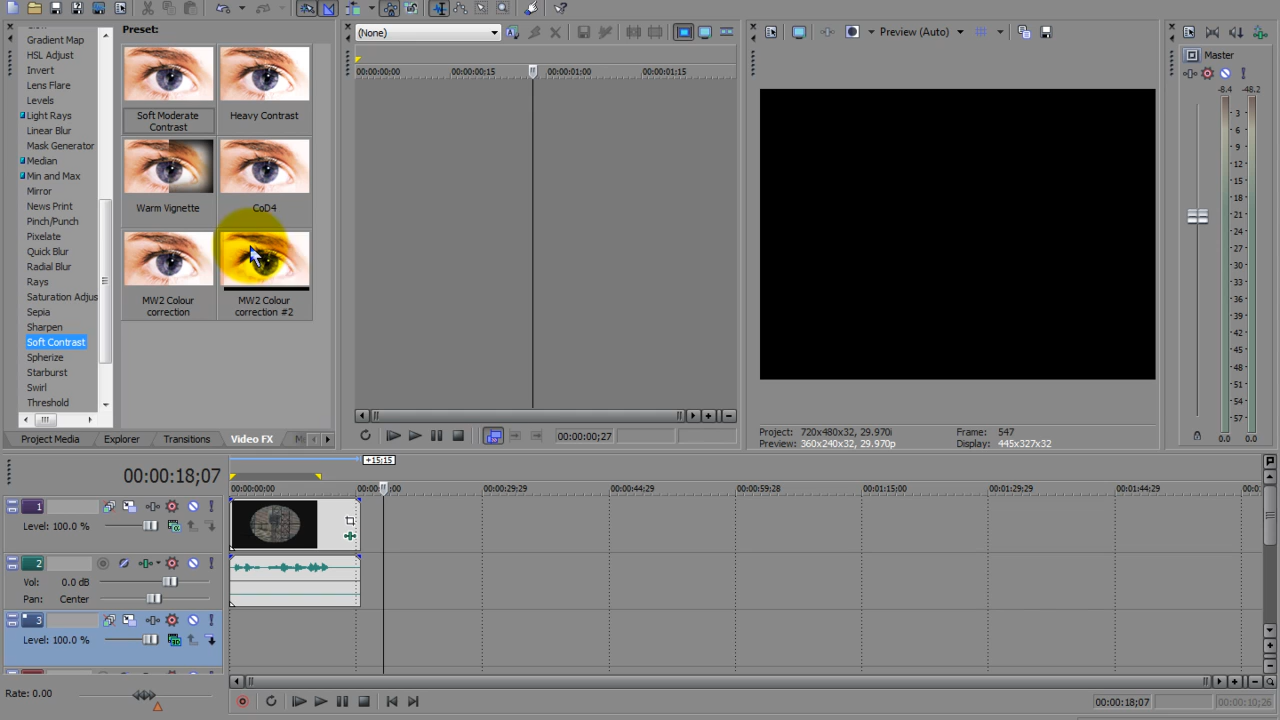 (None)
Preview (Auto)
Gradient Map
HSL Adjust
Invert
Lens Flare
Levels
Light Rays
Linear Blur
Mask Generator
Median
Min and Max
Mirror
News Print
Pinch/Punch
Pixelate
Quick Blur
Radial Blur
Rays
Saturation Adjus
Sepia
Sharpen
Soft Contrast
Spherize
Starburst
Swirl
Threshold
Preset:
Soft Moderate Contrast
Heavy Contrast
Warm Vignette
CoD4
MW2 Colour correction
MW2 Colour correction #2
00:00:00:00 00:00:00:15 00:00:01:00 00:00:01:15
00:00:00;27
Project: 720x480x32, 29.970i
Preview: 360x240x32, 29.970p
Frame: 547
Display: 445x327x32
Master
-8.4 -48.2
3
6
9
12
15
18
21
24
27
30
33
36
39
42
45
48
51
54
57
0.0 0.0
Project Media Explorer Transitions Video FX
00:00:18;07
+15:15
00:00:00:00 00:00:29;29 00:00:44;29 00:00:59;28 00:01:15:00 00:01:29;29 00:01:44;29
1
Level: 100.0 %
2
Vol: 0.0 dB
Pan: Center
3
Level: 100.0 %
Rate: 0.00
00:00:18;07
00:00:10;26